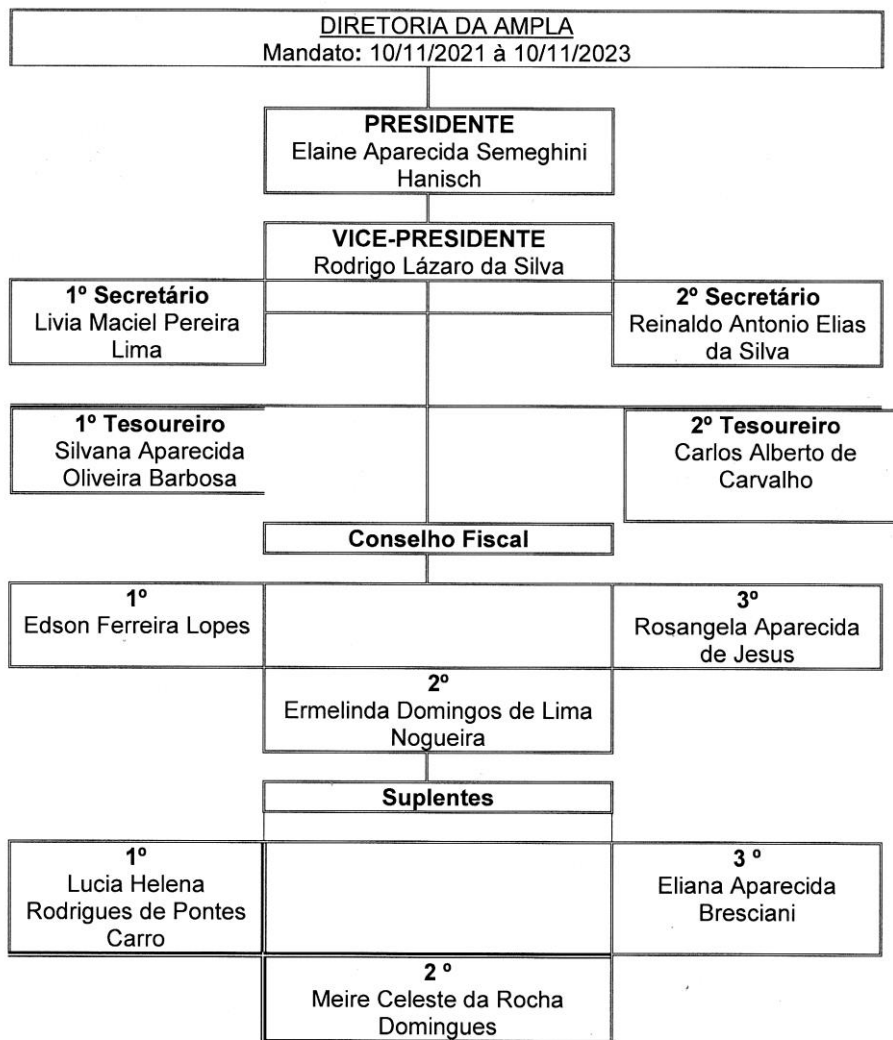 DIRETORIA DA AMPLA
Mandato: 10/11/2021 à 10/11/2023
PRESIDENTE
Elaine Aparecida Semeghini
Hanisch
VICE-PRESIDENTE
Rodrigo Lázaro da Silva
1º Secretário
Livia Maciel Pereira
Lima
2º Secretário
Reinaldo Antonio Elias
da Silva
1º Tesoureiro
Silvana Aparecida
Oliveira Barbosa
2º Tesoureiro
Carlos Alberto de
Carvalho
Conselho Fiscal
1º
Edson Ferreira Lopes
3º
Rosangela Aparecida
de Jesus
2º
Ermelinda Domingos de Lima
Nogueira
Suplentes
1º
Lucia Helena
Rodrigues de Pontes
Carro
3 º
Eliana Aparecida
Bresciani
2 º
Meire Celeste da Rocha
Domingues